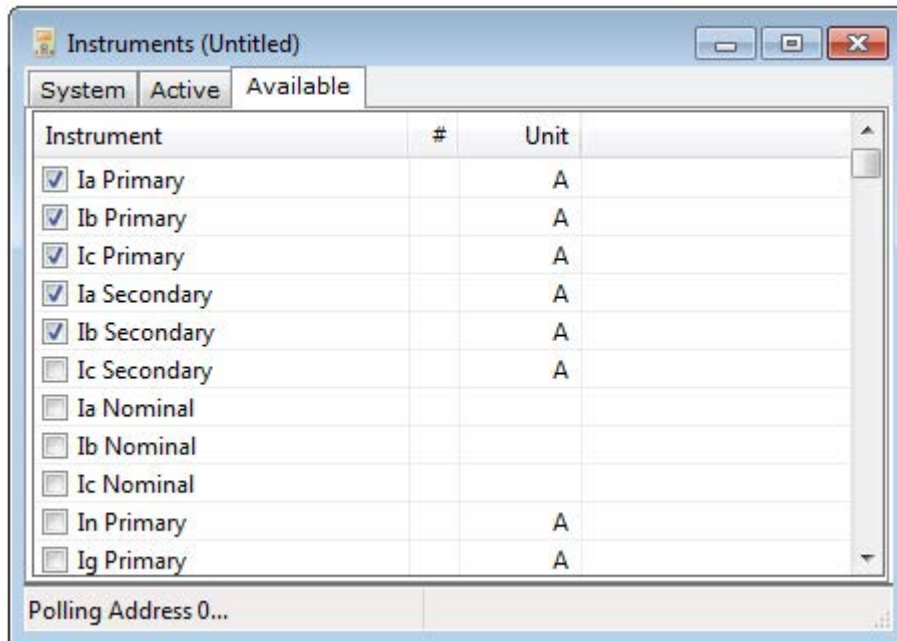 Instruments (Untitled)
System Active Available
Instrument # Unit
Ia Primary A
Ib Primary A
Ic Primary A
Ia Secondary A
Ib Secondary A
Ic Secondary A
Ia Nominal
Ib Nominal
Ic Nominal
In Primary A
Ig Primary A
Polling Address 0...